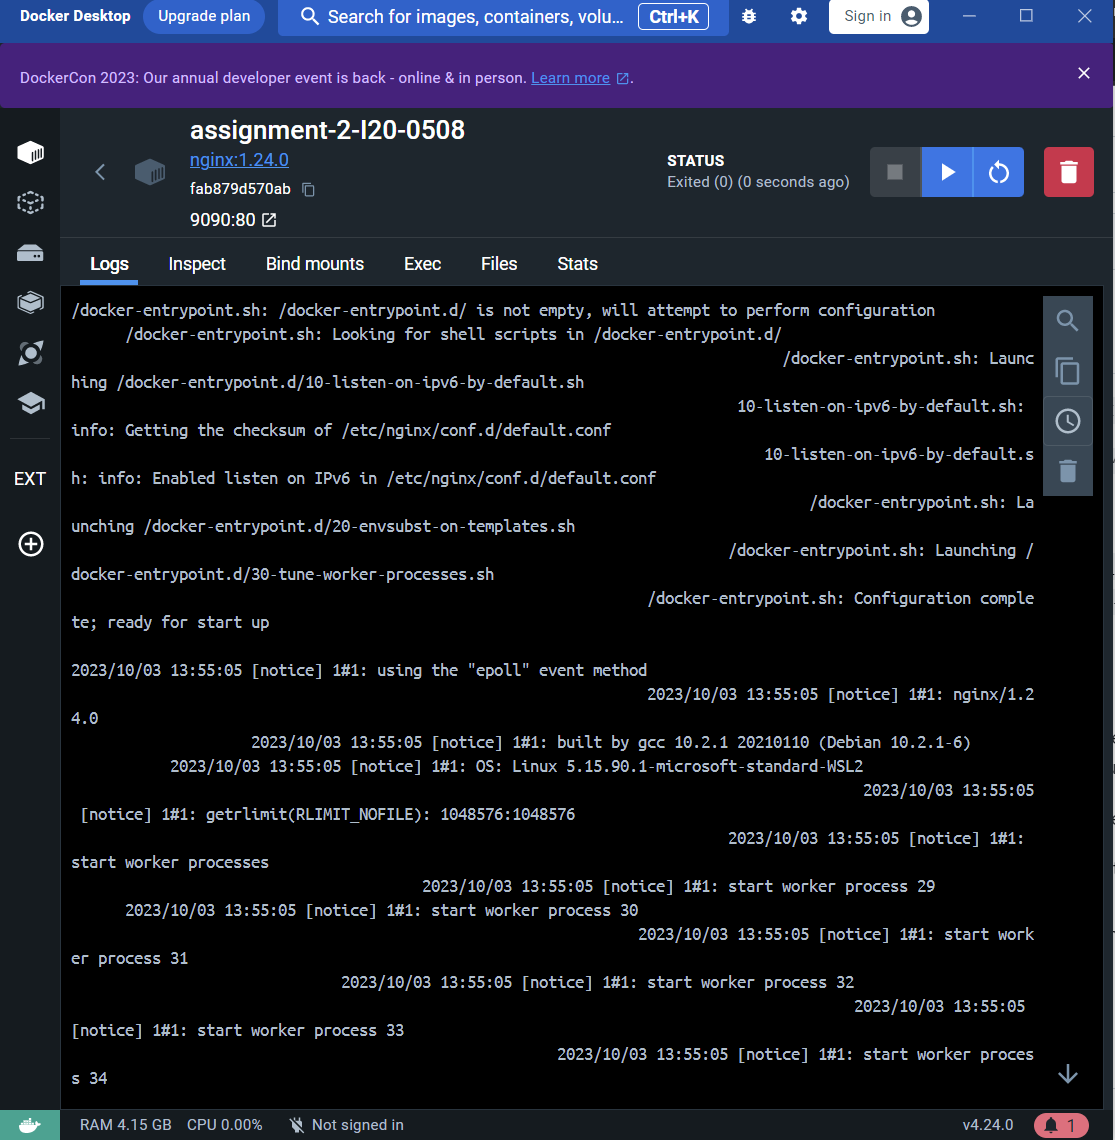 Docker Desktop Upgrade plan Search for images, containers, volu... Ctrl+K Sign in
DockerCon 2023: Our annual developer event is back - online & in person. Learn more .
assignment-2-I20-0508
nginx:1.24.0
fab879d570ab
9090:80
STATUS
Exited (0) (0 seconds ago)
Logs Inspect Bind mounts Exec Files Stats
EXT
/docker-entrypoint.sh: /docker-entrypoint.d/ is not empty, will attempt to perform configuration
/docker-entrypoint.sh: Looking for shell scripts in /docker-entrypoint.d/
/docker-entrypoint.sh: Launc
hing /docker-entrypoint.d/10-listen-on-ipv6-by-default.sh
10-listen-on-ipv6-by-default.sh:
info: Getting the checksum of /etc/nginx/conf.d/default.conf
10-listen-on-ipv6-by-default.s
h: info: Enabled listen on IPv6 in /etc/nginx/conf.d/default.conf
/docker-entrypoint.sh: La
unching /docker-entrypoint.d/20-envsubst-on-templates.sh
/docker-entrypoint.sh: Launching /
docker-entrypoint.d/30-tune-worker-processes.sh
/docker-entrypoint.sh: Configuration comple
te; ready for start up
2023/10/03 13:55:05 [notice] 1#1: using the "epoll" event method
2023/10/03 13:55:05 [notice] 1#1: nginx/1.2
4.0
2023/10/03 13:55:05 [notice] 1#1: built by gcc 10.2.1 20210110 (Debian 10.2.1-6)
2023/10/03 13:55:05 [notice] 1#1: OS: Linux 5.15.90.1-microsoft-standard-WSL2
2023/10/03 13:55:05
[notice] 1#1: getrlimit(RLIMIT_NOFILE): 1048576:1048576
2023/10/03 13:55:05 [notice] 1#1:
start worker processes
2023/10/03 13:55:05 [notice] 1#1: start worker process 29
2023/10/03 13:55:05 [notice] 1#1: start worker process 30
2023/10/03 13:55:05 [notice] 1#1: start work
er process 31
2023/10/03 13:55:05 [notice] 1#1: start worker process 32
2023/10/03 13:55:05
[notice] 1#1: start worker process 33
2023/10/03 13:55:05 [notice] 1#1: start worker proces
s 34
RAM 4.15 GB CPU 0.00% Not signed in v4.24.0 1